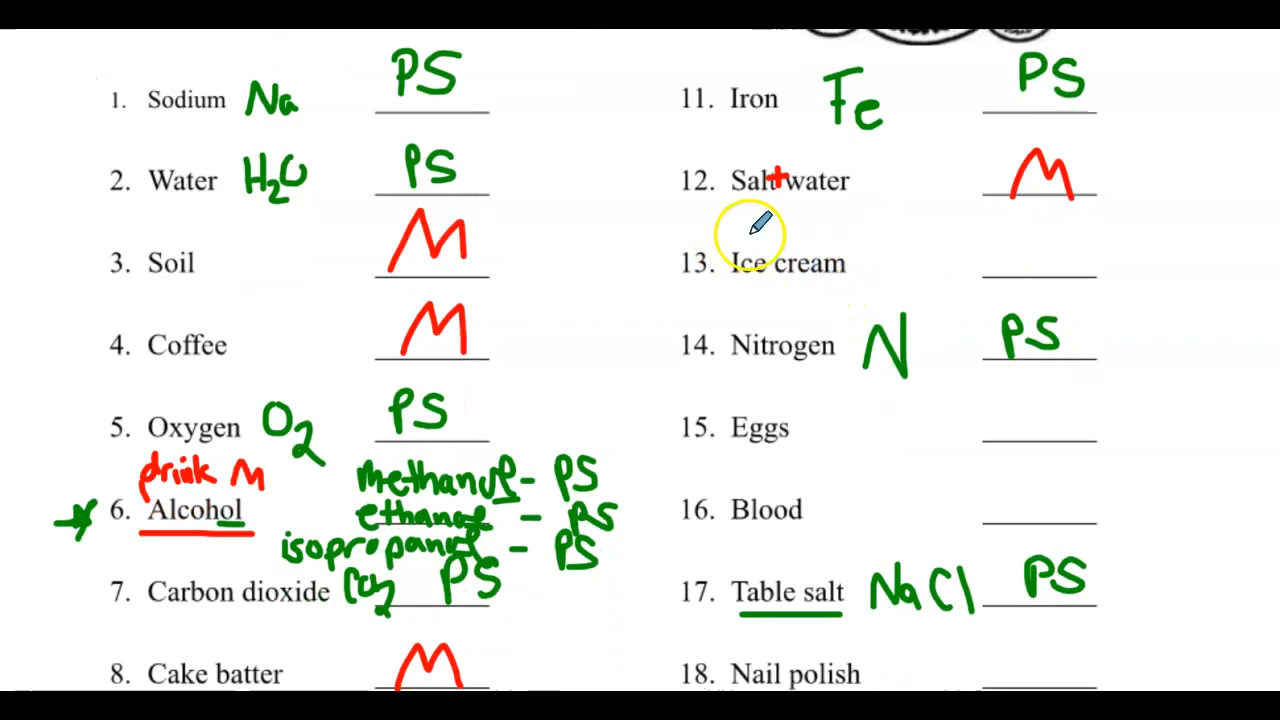 1. Sodium Na PS
2. Water H2O PS
3. Soil M
4. Coffee M
5. Oxygen O2 PS
drink M methanol - PS
6. Alcohol ethanol - PS
isopropanol - PS
7. Carbon dioxide CO2 PS
8. Cake batter M
11. Iron Fe PS
12. Salt+water M
13. Ice cream
14. Nitrogen N PS
15. Eggs
16. Blood
17. Table salt NaCl PS
18. Nail polish